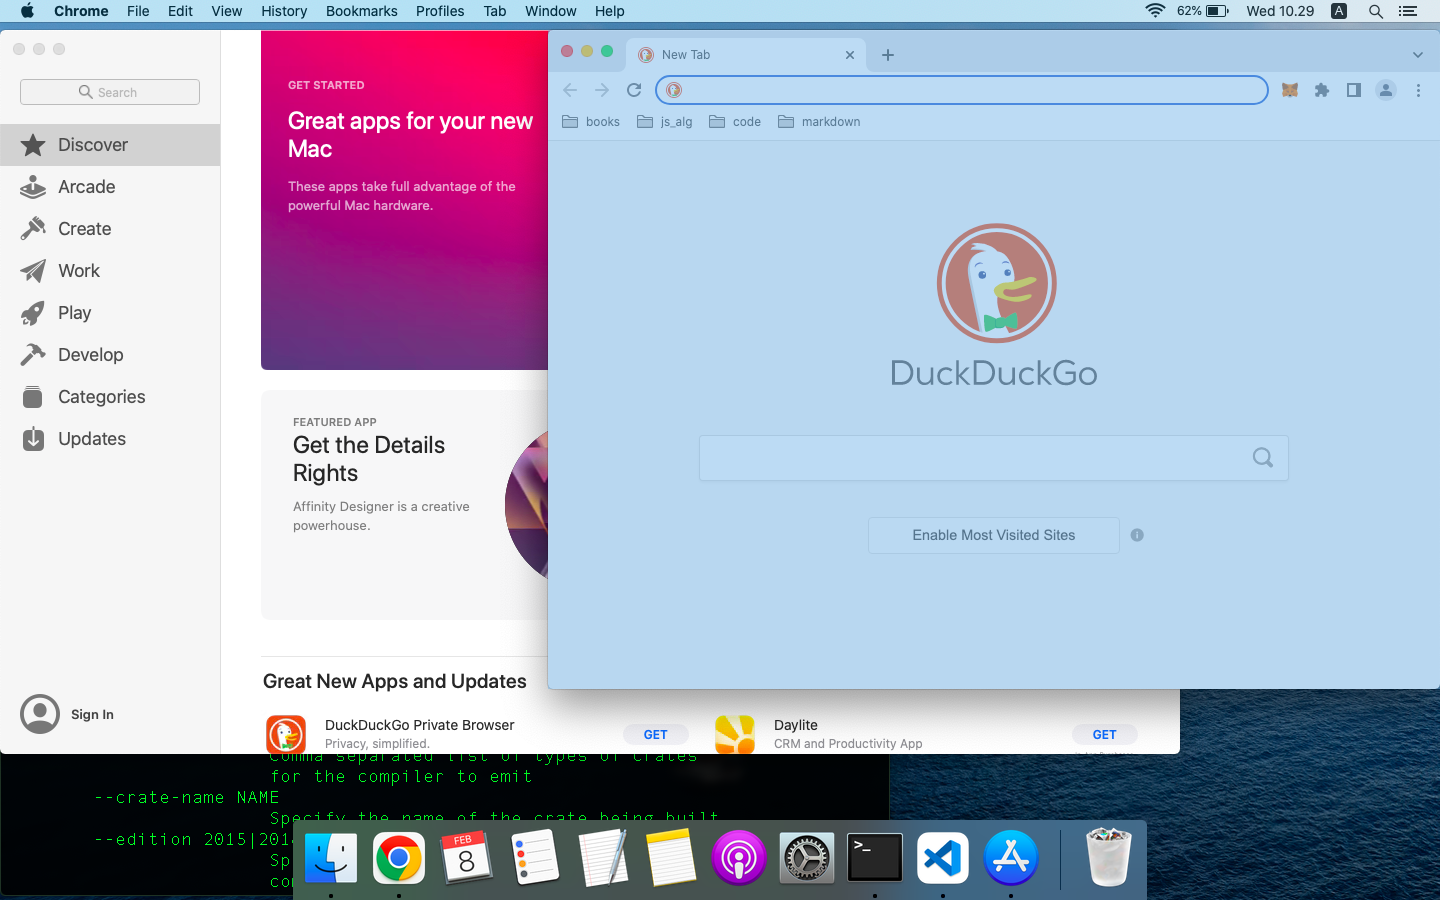 Chrome File Edit View History Bookmarks Profiles Tab Window Help 62% Wed 10.29 A
Search
Discover
Arcade
Create
Work
Play
Develop
Categories
Updates
Sign In
GET STARTED
Great apps for your new
Mac
These apps take full advantage of the
powerful Mac hardware.
FEATURED APP
Get the Details
Rights
Affinity Designer is a creative
powerhouse.
Great New Apps and Updates
DuckDuckGo Private Browser
Privacy, simplified.
GET
Daylite
CRM and Productivity App
GET
New Tab
books js_alg code markdown
DuckDuckGo
Enable Most Visited Sites
Comma separated list of types of crates
for the compiler to emit
--crate-name NAME
Specify the name of the crate being built
--edition 2015|201
Sp
co
FEB
8
>_